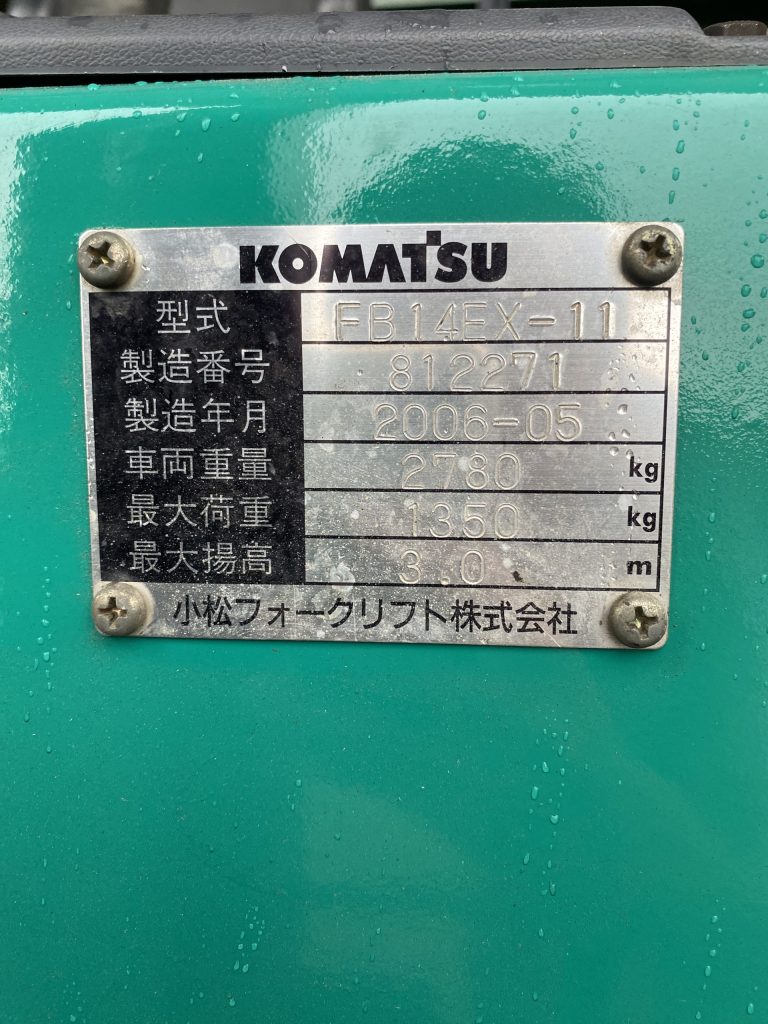 KOMATSU
型式 FB14EX-11
製造番号 812271
製造年月 2006-05
車両重量 2780 kg
最大荷重 1350 kg
最大揚高 3.0 m
小松フォークリフト株式会社